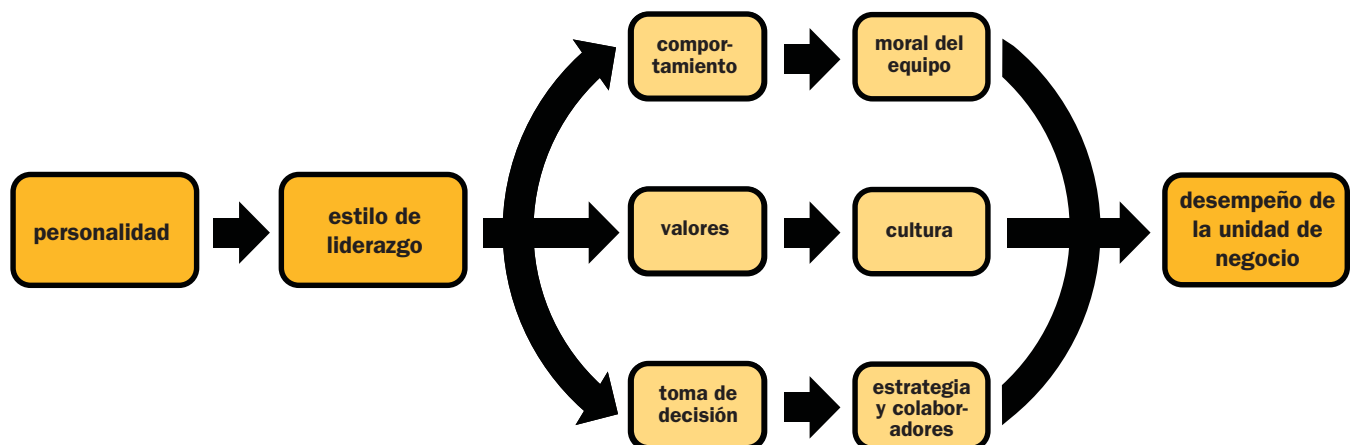 personalidad
estilo de
liderazgo
compor-
tamiento
moral del
equipo
valores
cultura
toma de
decisión
estrategia
y colabor-
adores
desempeño de
la unidad de
negocio